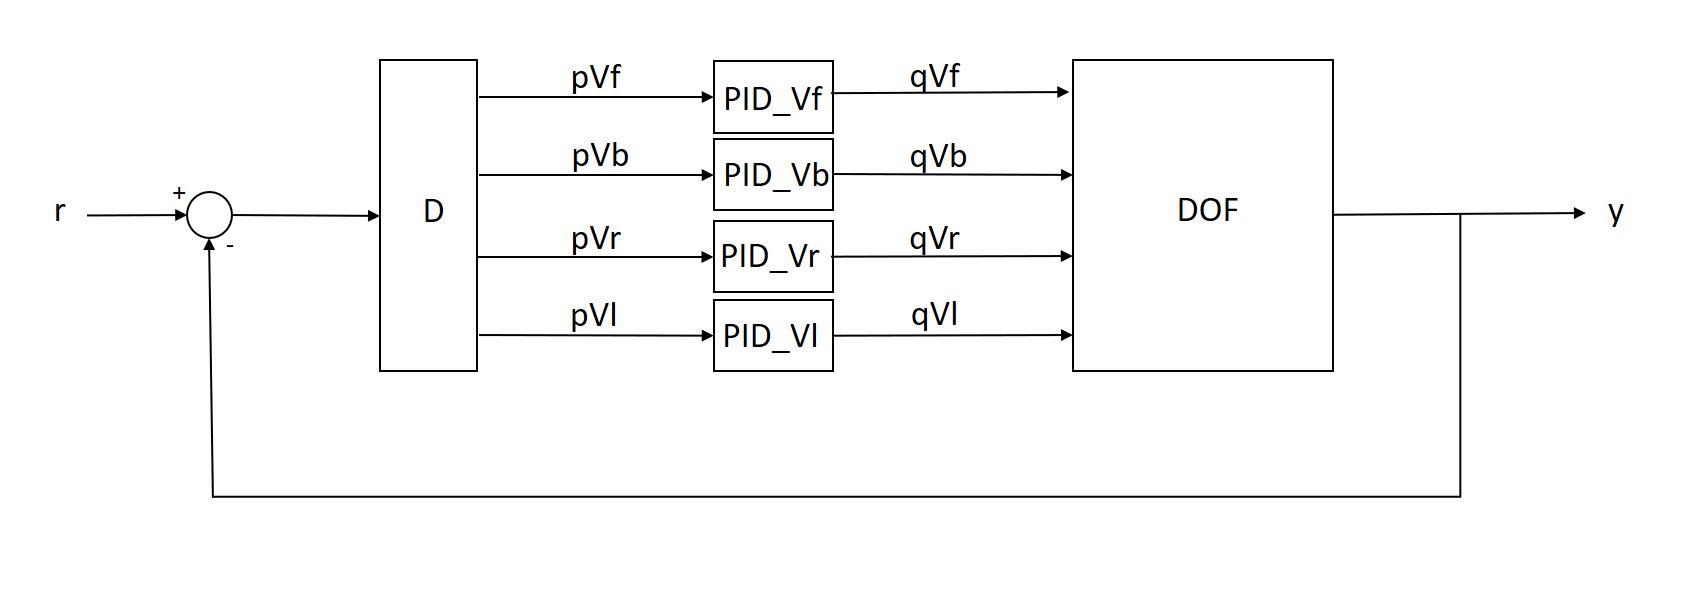 pVf
qVf
PID_Vf
pVb
qVb
PID_Vb
+
r
D
DOF
y
-
pVr
qVr
PID_Vr
pVl
qVl
PID_Vl